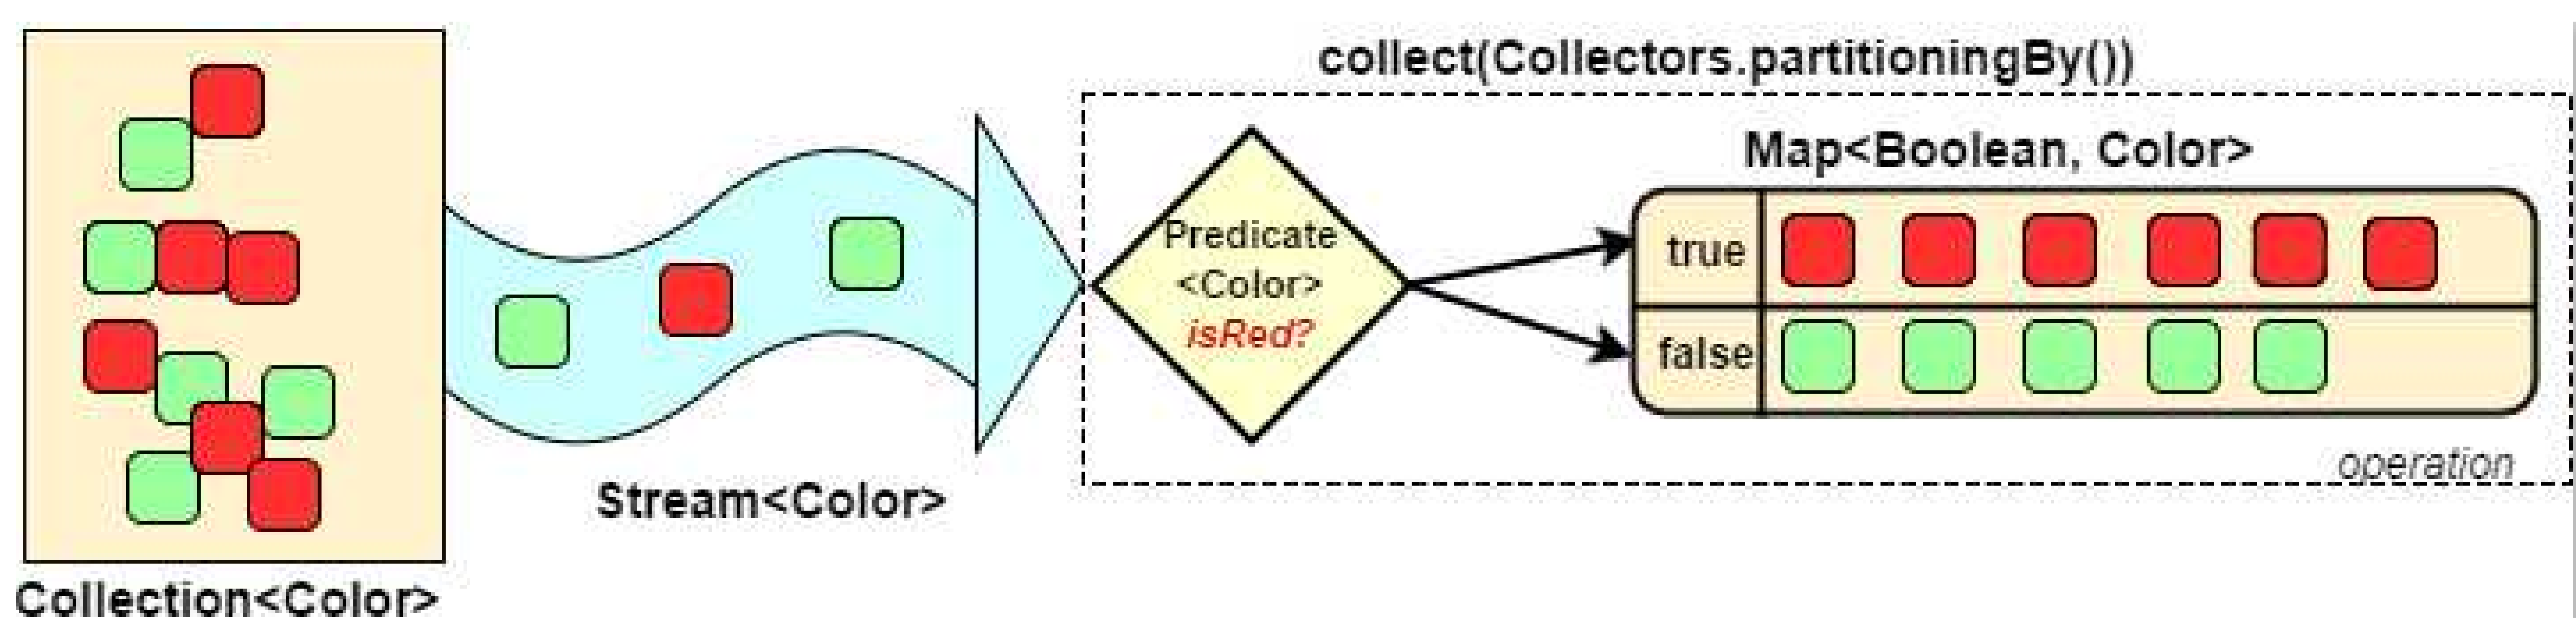 collect(Collectors.partitioningBy())
Map<Boolean, Color>
Predicate
<Color>
isRed?
true
false
operation
Stream<Color>
Collection<Color>